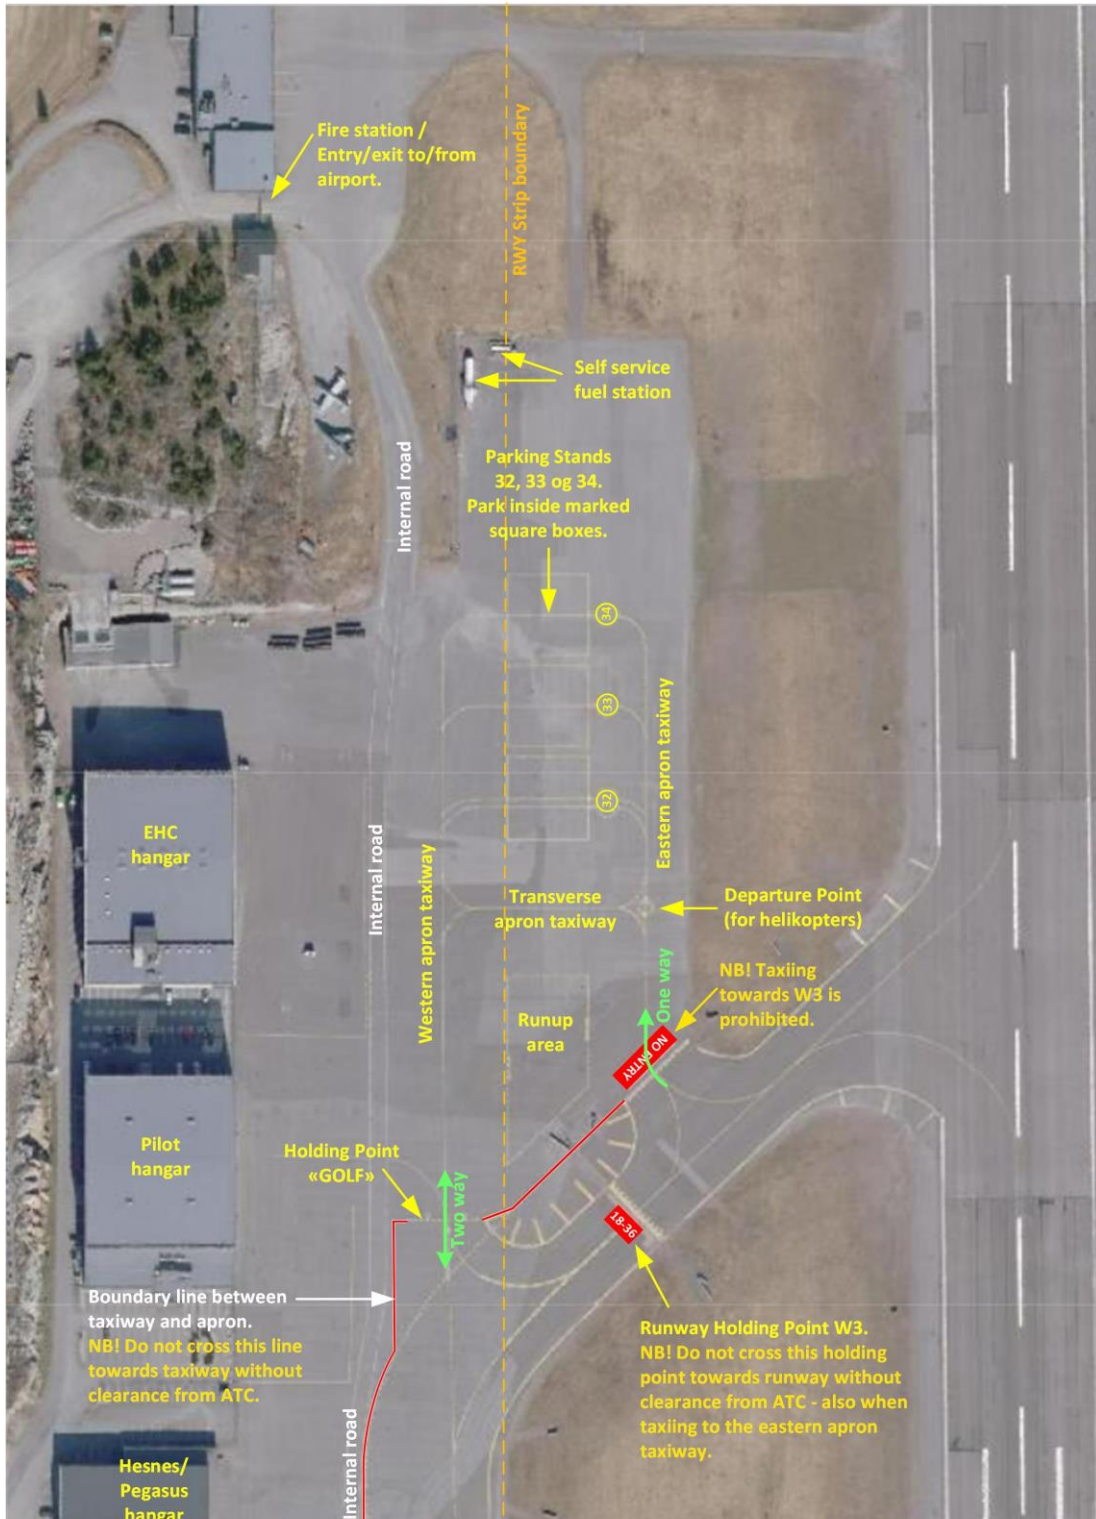 Fire station /
Entry/exit to/from
airport.
RWY Strip boundary
Self service
fuel station
Internal road
Parking Stands
32, 33 og 34.
Park inside marked
square boxes.
34
33
32
Eastern apron taxiway
EHC
hangar
Internal road
Western apron taxiway
Transverse
apron taxiway
Departure Point
(for helikopters)
One way
NB! Taxiing
towards W3 is
prohibited.
Runup
area
NO ENTRY
Pilot
hangar
Holding Point
«GOLF»
Two way
18-36
Boundary line between
taxiway and apron.
NB! Do not cross this line
towards taxiway without
clearance from ATC.
Runway Holding Point W3.
NB! Do not cross this holding
point towards runway without
clearance from ATC - also when
taxiing to the eastern apron
taxiway.
Internal road
Hesnes/
Pegasus
hangar